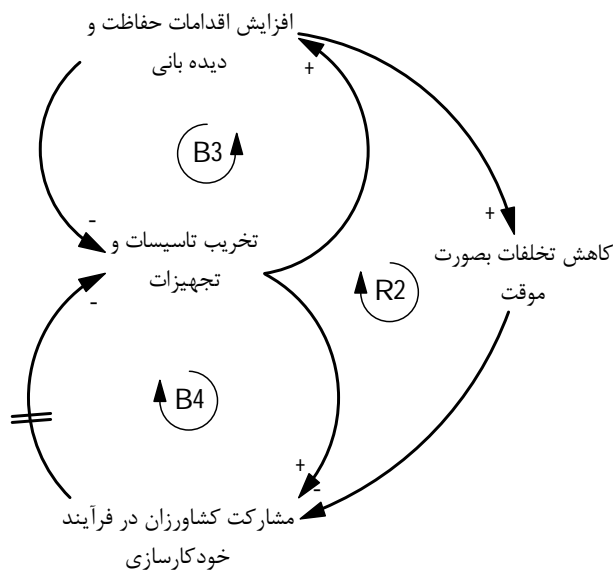 افزایش اقدامات حفاظت و
دیده بانی
+
B3
-
+
تخریب تاسیسات و
تجهیزات
کاهش تخلفات بصورت
موقت
-
R2
B4
+
-
مشارکت کشاورزان در فرآیند
خودکارسازی